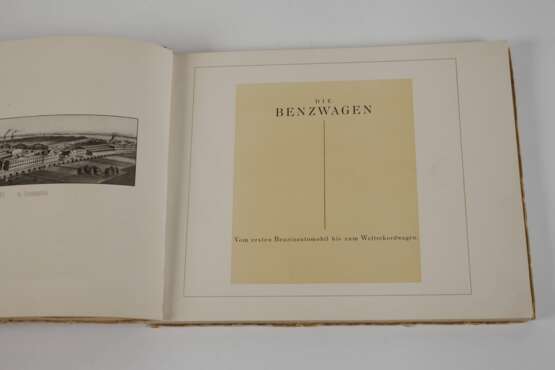 DIE
BENZWAGEN
Vom ersten Benzinautomobil bis zum Weltrekordwagen.